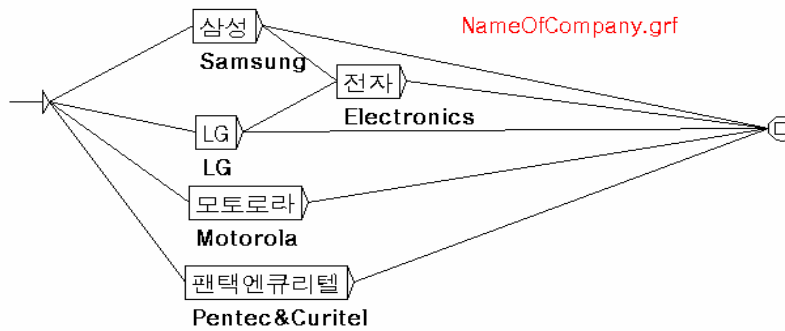 삼성
NameOfCompany.grf
Samsung
전자
Electronics
LG
LG
모토로라
Motorola
팬택엔큐리텔
Pentec&Curitel